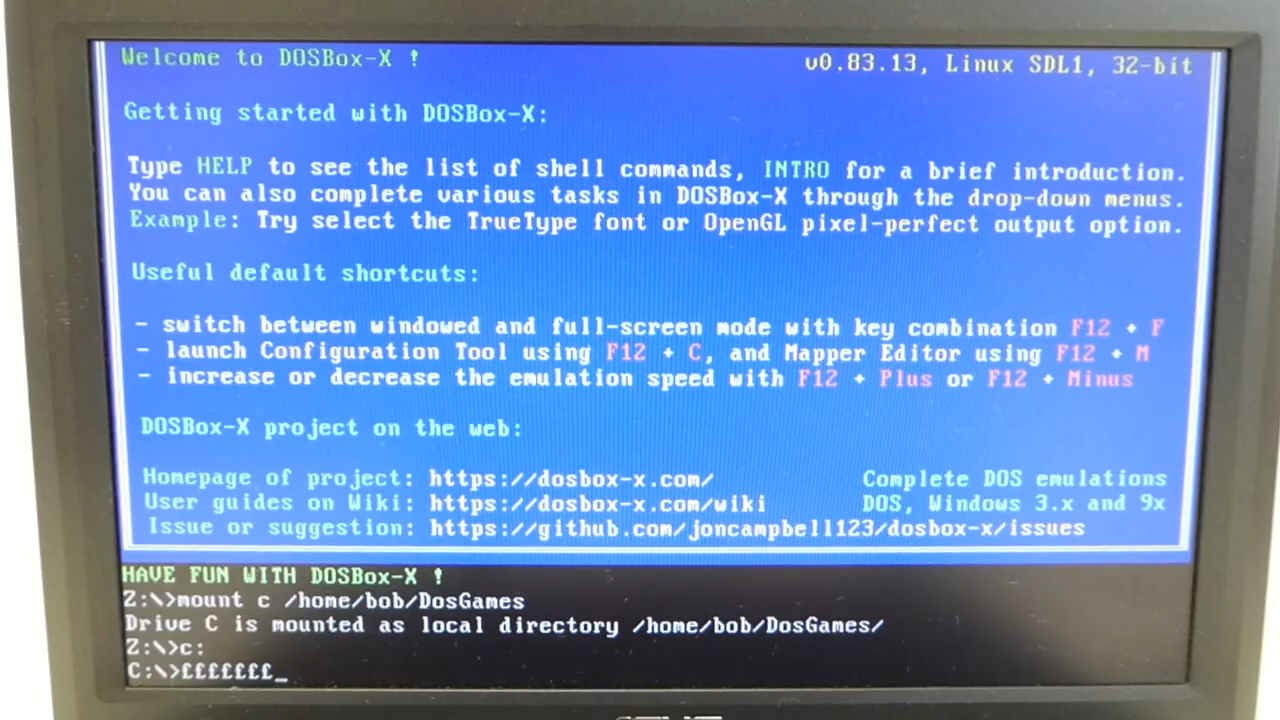 Welcome to DOSBox-X ! v0.83.13, Linux SDL1, 32-bit
Getting started with DOSBox-X:
Type HELP to see the list of shell commands, INTRO for a brief introduction.
You can also complete various tasks in DOSBox-X through the drop-down menus.
Example: Try select the TrueType font or OpenGL pixel-perfect output option.
Useful default shortcuts:
- switch between windowed and full-screen mode with key combination F12 + F
- launch Configuration Tool using F12 + C, and Mapper Editor using F12 + M
- increase or decrease the emulation speed with F12 + Plus or F12 + Minus
DOSBox-X project on the web:
Homepage of project: https://dosbox-x.com/ Complete DOS emulations
User guides on Wiki: https://dosbox-x.com/wiki DOS, Windows 3.x and 9x
Issue or suggestion: https://github.com/joncampbell123/dosbox-x/issues
HAVE FUN WITH DOSBox-X !
Z:\>mount c /home/bob/DosGames
Drive C is mounted as local directory /home/bob/DosGames/
Z:\>c:
C:\>£££££££_